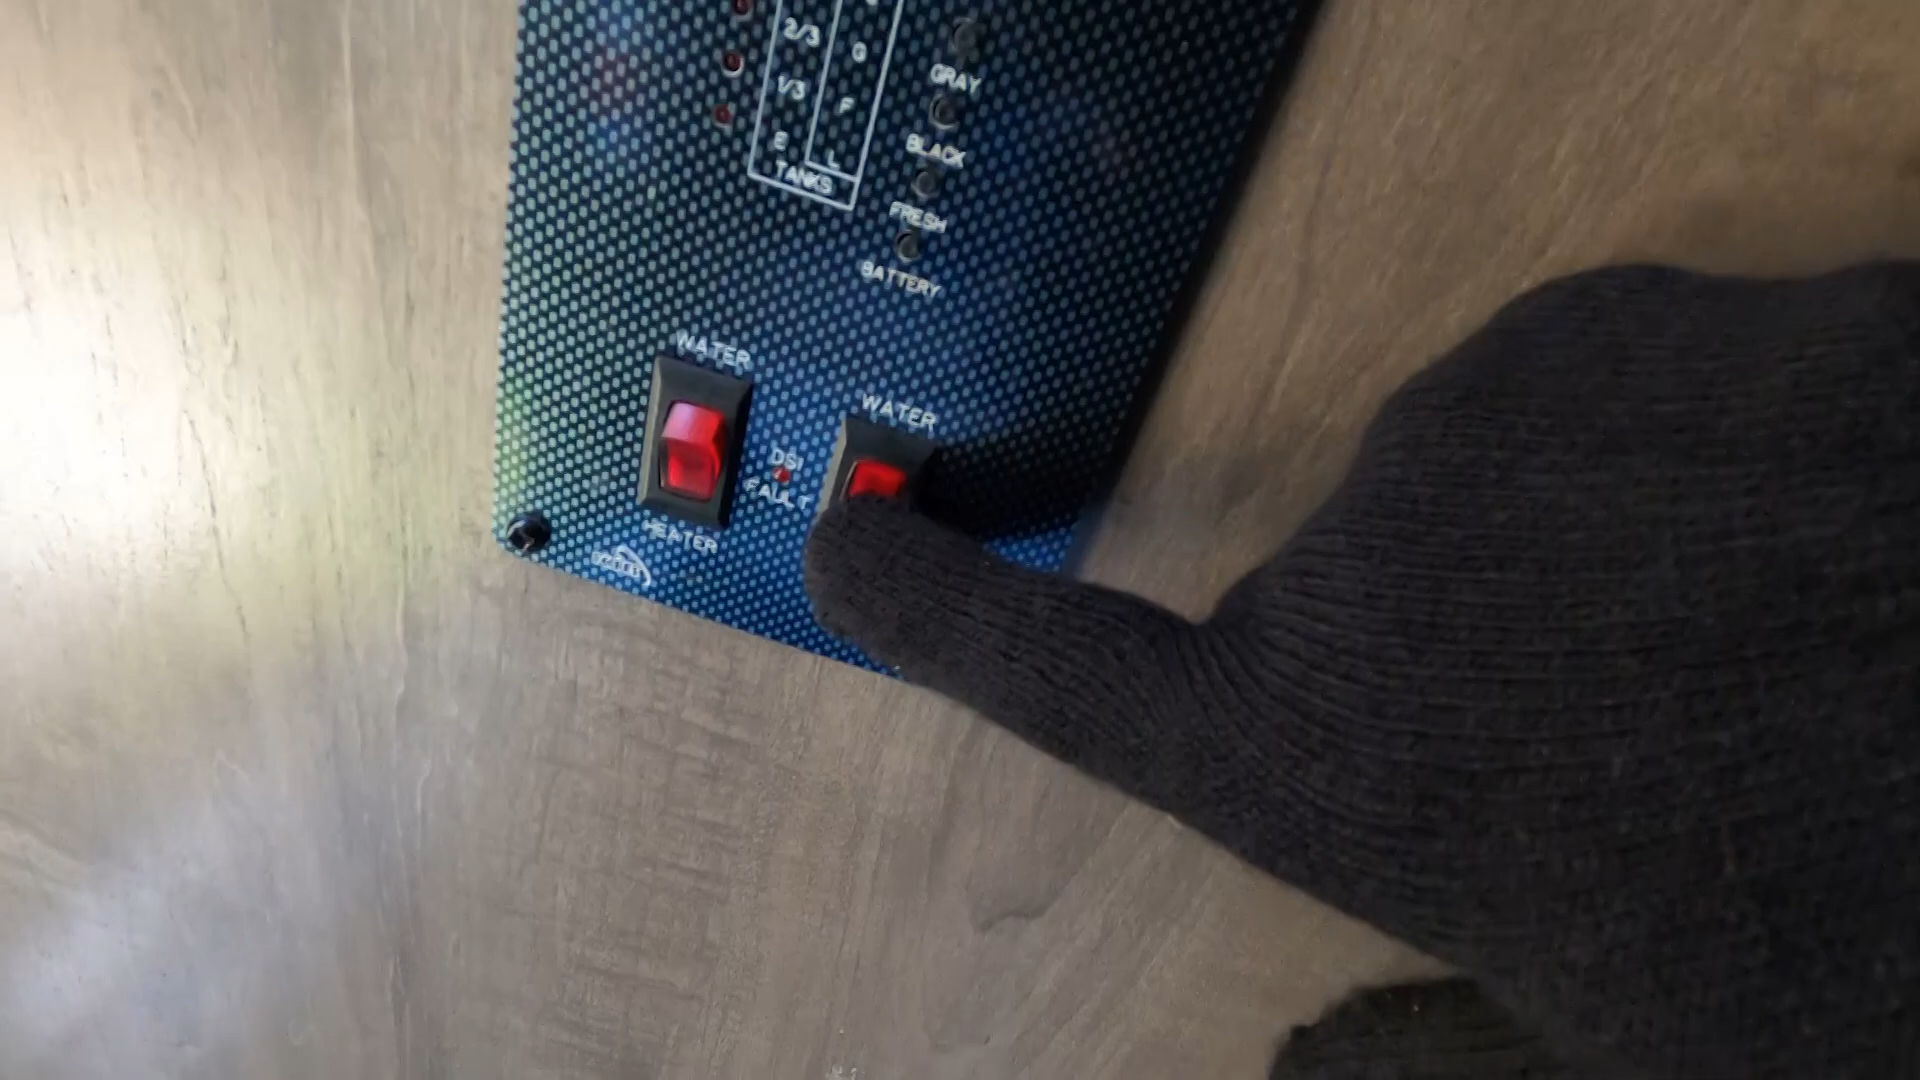 2/3
G
1/3
F
E
L
TANKS
GRAY
BLACK
FRESH
BATTERY
WATER
HEATER
DSI
FAULT
WATER